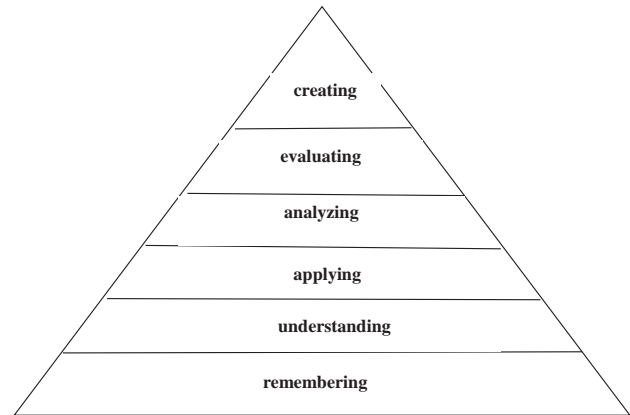 creating
evaluating
analyzing
applying
understanding
remembering